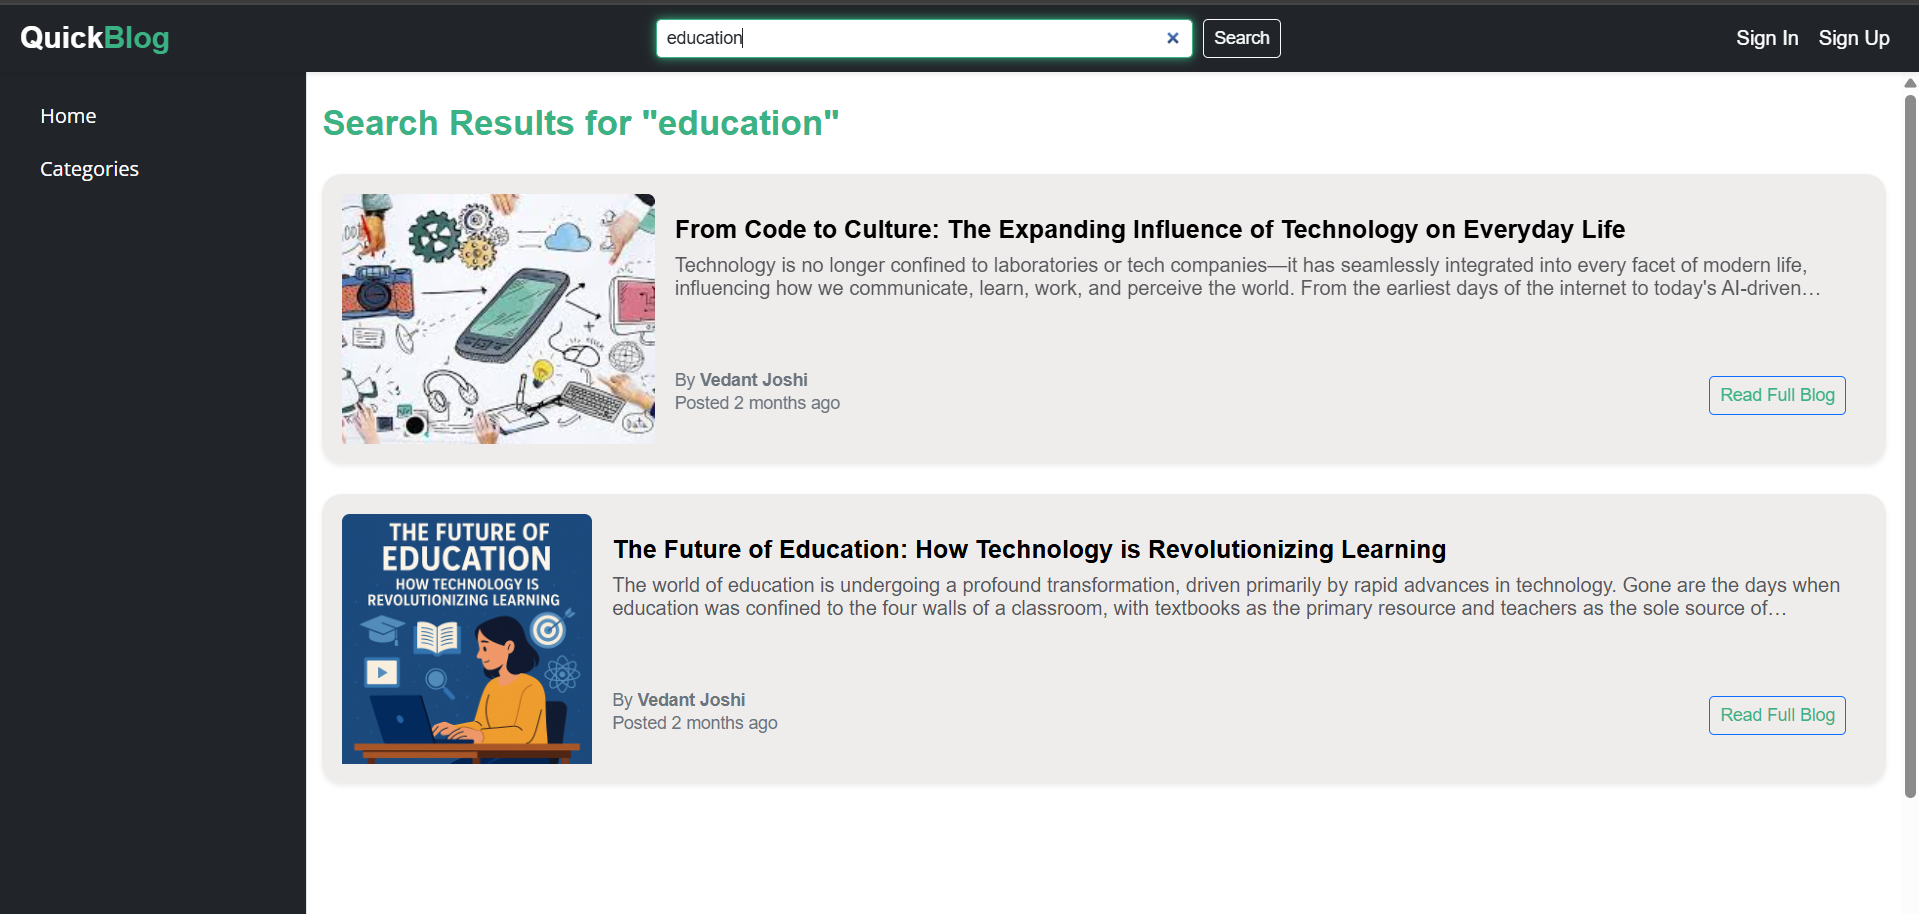 QuickBlog
education
Search
Sign In
Sign Up
Home
Categories
Search Results for "education"
From Code to Culture: The Expanding Influence of Technology on Everyday Life
Technology is no longer confined to laboratories or tech companies—it has seamlessly integrated into every facet of modern life,
influencing how we communicate, learn, work, and perceive the world. From the earliest days of the internet to today's AI-driven…
By Vedant Joshi
Posted 2 months ago
Read Full Blog
Data
THE FUTURE OF
EDUCATION
HOW TECHNOLOGY IS
REVOLUTIONIZING LEARNING
The Future of Education: How Technology is Revolutionizing Learning
The world of education is undergoing a profound transformation, driven primarily by rapid advances in technology. Gone are the days when
education was confined to the four walls of a classroom, with textbooks as the primary resource and teachers as the sole source of…
By Vedant Joshi
Posted 2 months ago
Read Full Blog